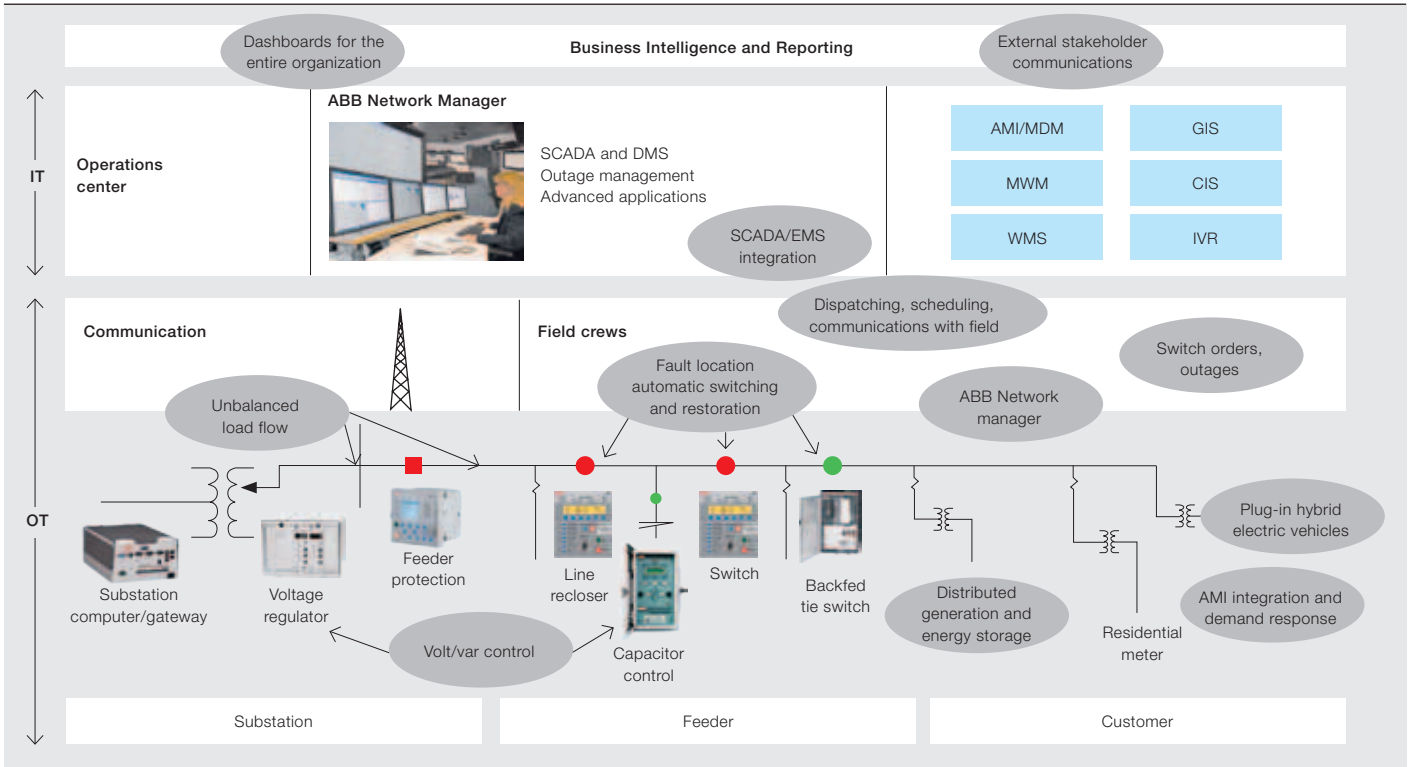 Dashboards for the
entire organization
Business Intelligence and Reporting
External stakeholder
communications
IT
Operations
center
ABB Network Manager
SCADA and DMS
Outage management
Advanced applications
SCADA/EMS
integration
AMI/MDM
GIS
MWM
CIS
WMS
IVR
OT
Communication
Field crews
Dispatching, scheduling,
communications with field
Switch orders,
outages
Unbalanced
load flow
Fault location
automatic switching
and restoration
ABB Network
manager
Substation
computer/gateway
Voltage
regulator
Feeder
protection
Line
recloser
Capacitor
control
Switch
Backfed
tie switch
Distributed
generation and
energy storage
Residential
meter
Plug-in hybrid
electric vehicles
AMI integration and
demand response
Volt/var control
Substation
Feeder
Customer